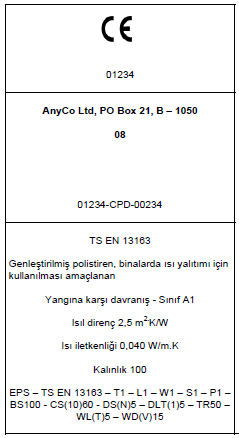 CE
01234
AnyCo Ltd, PO Box 21, B – 1050
08
01234-CPD-00234
TS EN 13163
Genleştirilmiş polistiren, binalarda ısı yalıtımı için
kullanılması amaçlanan
Yangına karşı davranış - Sınıf A1
Isıl direnç 2,5 m²K/W
Isı iletkenliği 0,040 W/m.K
Kalınlık 100
EPS – TS EN 13163 – T1 – L1 – W1 – S1 – P1 –
BS100 - CS(10)60 - DS(N)5 – DLT(1)5 – TR50 –
WL(T)5 – WD(V)15